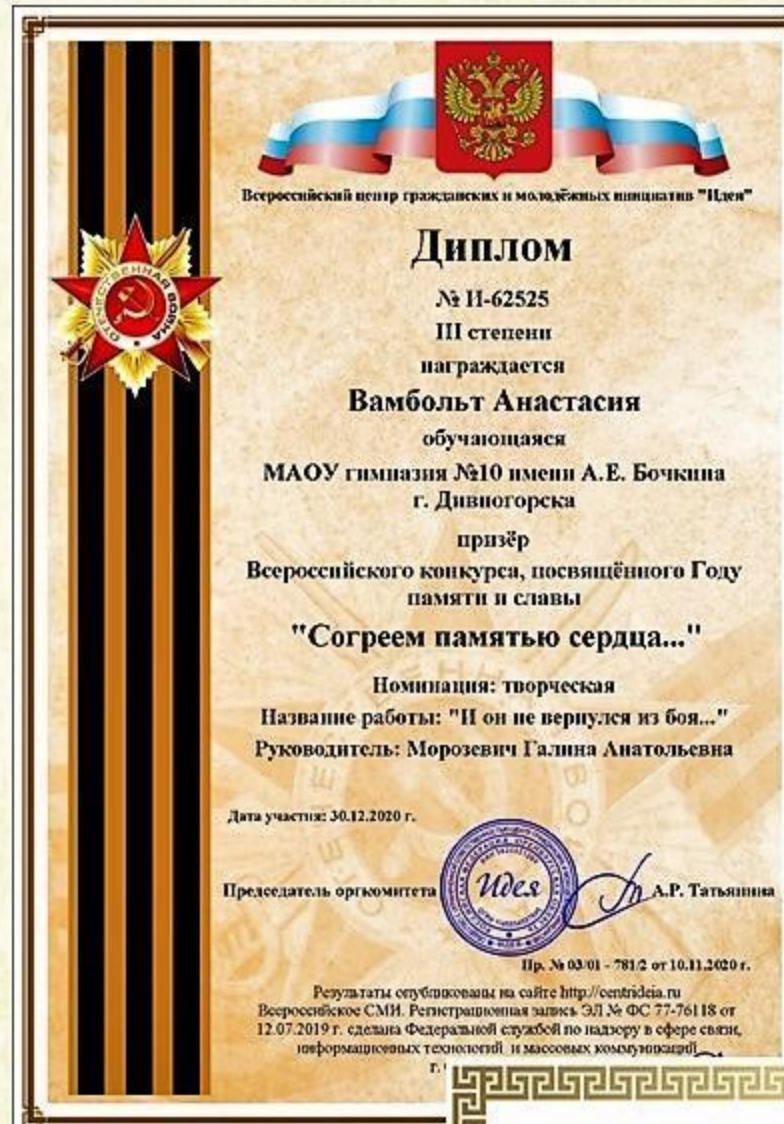 Всероссийский центр гражданских и молодёжных инициатив "Идея"
ОТЕЧЕСТВЕННАЯ ВОЙНА
Диплом
№ И-62525
III степени
награждается
Вамбольт Анастасия
обучающаяся
МАОУ гимназия №10 имени А.Е. Бочкина
г. Дивногорска
призёр
Всероссийского конкурса, посвящённого Году
памяти и славы
"Согреем памятью сердца..."
Номинация: творческая
Название работы: "И он не вернулся из боя..."
Руководитель: Морозевич Галина Анатольевна
Дата участия: 30.12.2020 г.
Председатель оргкомитета
Идея
А.Р. Татьянина
Пр. № 03/01 - 781/2 от 10.11.2020 г.
Результаты опубликованы на сайте http://centrideia.ru
Всероссийское СМИ. Регистрационная запись ЭЛ № ФС 77-76118 от
12.07.2019 г. сделана Федеральной службой по надзору в сфере связи,
информационных технологий и массовых коммуникаций
г.